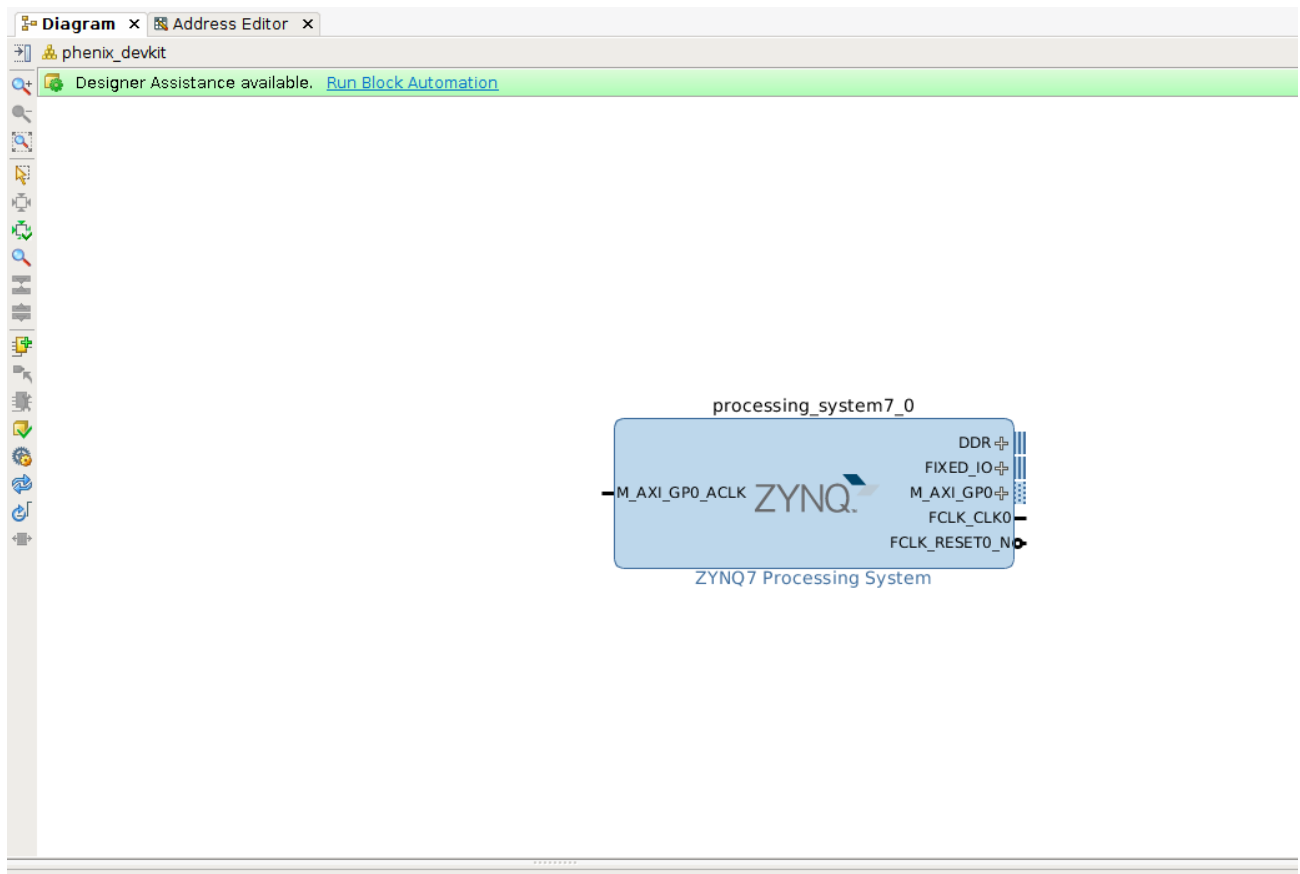 Diagram × Address Editor ×
phenix_devkit
Designer Assistance available. Run Block Automation
processing_system7_0
DDR
FIXED_IO
M_AXI_GP0_ACLK ZYNQ. M_AXI_GP0
FCLK_CLK0
FCLK_RESET0_N
ZYNQ7 Processing System